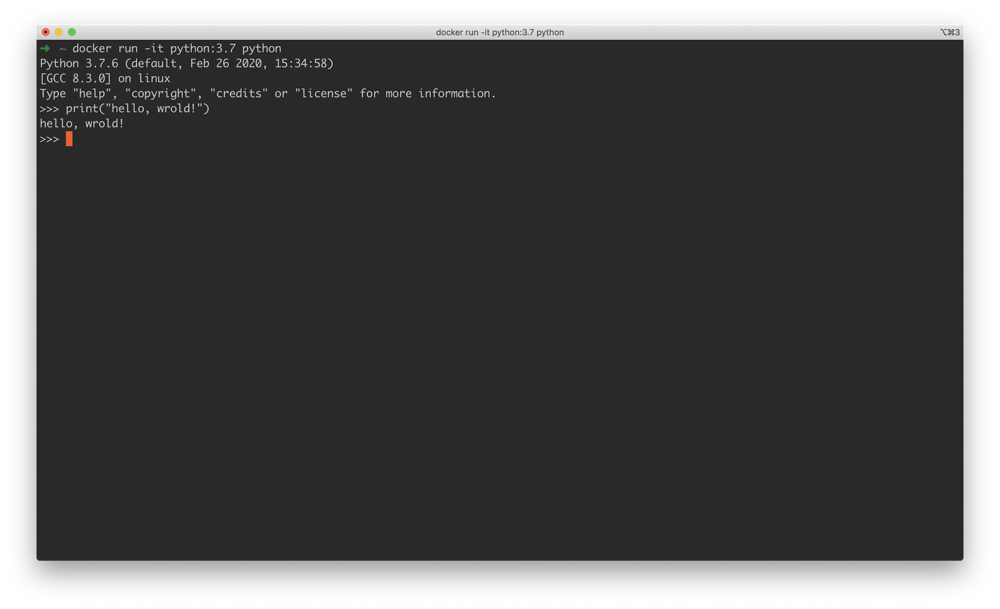 docker run -it python:3.7 python
⌥⌘3
➜ ~ docker run -it python:3.7 python
Python 3.7.6 (default, Feb 26 2020, 15:34:58)
[GCC 8.3.0] on linux
Type "help", "copyright", "credits" or "license" for more information.
>>> print("hello, wrold!")
hello, wrold!
>>>